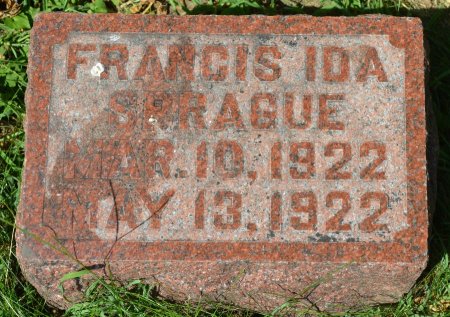 FRANCIS IDA
SPRAGUE
MAR. 10, 1922
MAY 13, 1922